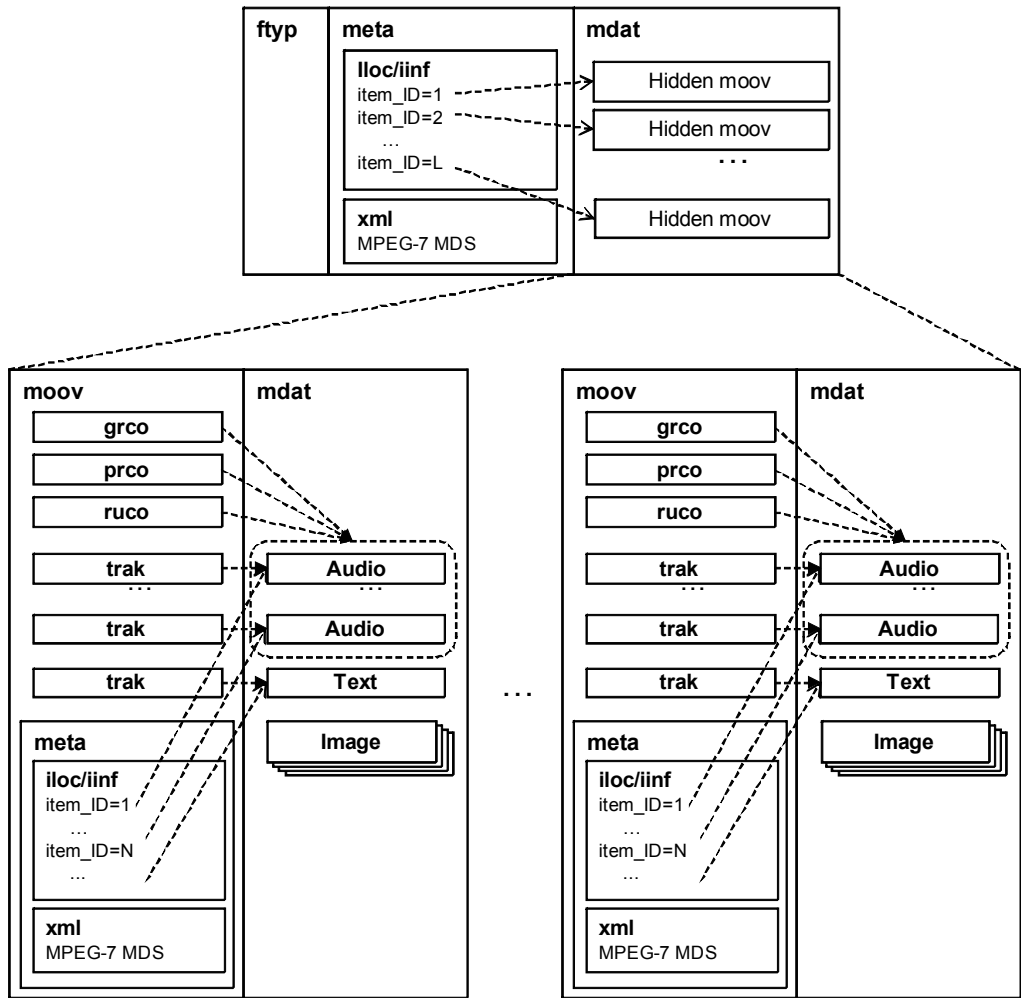 ftyp
meta
mdat
Iloc/iinf
item_ID=1
item_ID=2
...
item_ID=L
xml
MPEG-7 MDS
Hidden moov
Hidden moov
...
Hidden moov
moov
mdat
grco
prco
ruco
trak
...
trak
trak
Audio
...
Audio
Text
Image
meta
iloc/iinf
item_ID=1
...
item_ID=N
...
xml
MPEG-7 MDS
...
moov
mdat
grco
prco
ruco
trak
...
trak
trak
Audio
...
Audio
Text
Image
meta
iloc/iinf
item_ID=1
...
item_ID=N
...
xml
MPEG-7 MDS